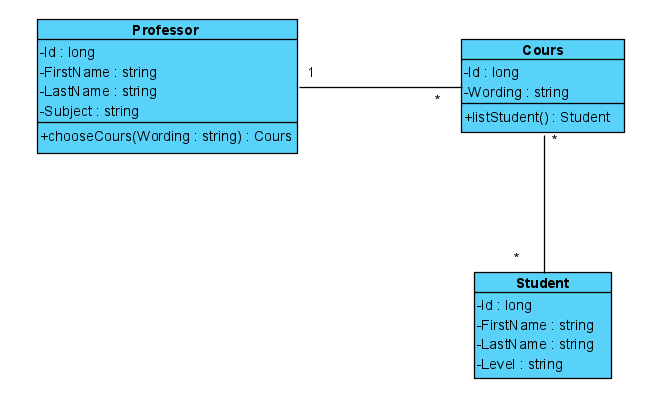 Professor
-Id : long
-FirstName : string
-LastName : string
-Subject : string
+chooseCours(Wording : string) : Cours
1
*
Cours
-Id : long
-Wording : string
+listStudent() : Student
*
*
Student
-Id : long
-FirstName : string
-LastName : string
-Level : string